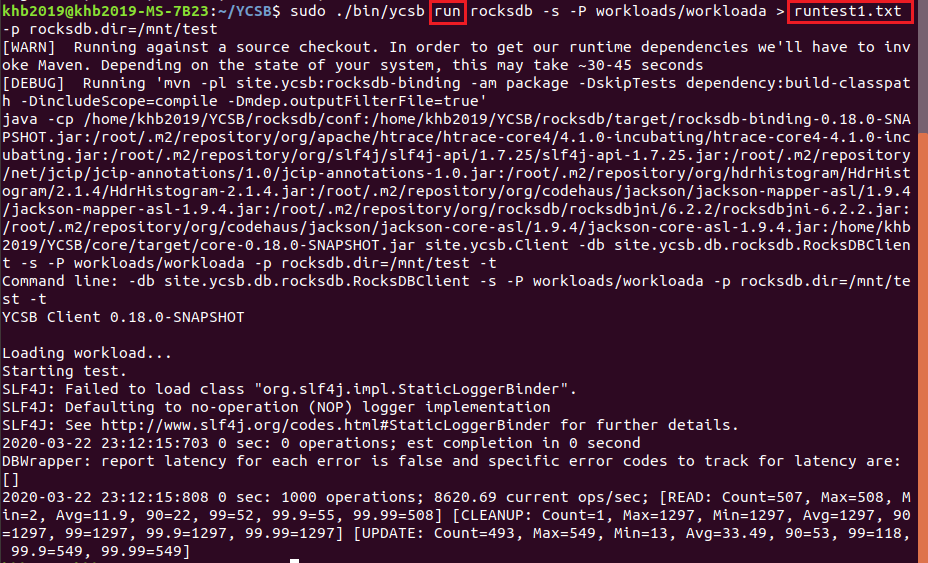 khb2019@khb2019-MS-7B23:~/YCSB$ sudo ./bin/ycsb run rocksdb -s -P workloads/workloada > runtest1.txt
-p rocksdb.dir=/mnt/test
[WARN]  Running against a source checkout. In order to get our runtime dependencies we'll have to inv
oke Maven. Depending on the state of your system, this may take ~30-45 seconds
[DEBUG]  Running 'mvn -pl site.ycsb:rocksdb-binding -am package -DskipTests dependency:build-classpat
h -DincludeScope=compile -Dmdep.outputFilterFile=true'
java -cp /home/khb2019/YCSB/rocksdb/conf:/home/khb2019/YCSB/rocksdb/target/rocksdb-binding-0.18.0-SNA
PSHOT.jar:/root/.m2/repository/org/apache/htrace/htrace-core4/4.1.0-incubating/htrace-core4-4.1.0-inc
ubating.jar:/root/.m2/repository/org/slf4j/slf4j-api/1.7.25/slf4j-api-1.7.25.jar:/root/.m2/repository
/net/jcip/jcip-annotations/1.0/jcip-annotations-1.0.jar:/root/.m2/repository/org/hdrhistogram/HdrHist
ogram/2.1.4/HdrHistogram-2.1.4.jar:/root/.m2/repository/org/codehaus/jackson/jackson-mapper-asl/1.9.4
/jackson-mapper-asl-1.9.4.jar:/root/.m2/repository/org/rocksdb/rocksdbjni/6.2.2/rocksdbjni-6.2.2.jar:
/root/.m2/repository/org/codehaus/jackson/jackson-core-asl/1.9.4/jackson-core-asl-1.9.4.jar:/home/khb
2019/YCSB/core/target/core-0.18.0-SNAPSHOT.jar site.ycsb.Client -db site.ycsb.db.rocksdb.RocksDBClien
t -s -P workloads/workloada -p rocksdb.dir=/mnt/test -t
Command line: -db site.ycsb.db.rocksdb.RocksDBClient -s -P workloads/workloada -p rocksdb.dir=/mnt/te
st -t
YCSB Client 0.18.0-SNAPSHOT
Loading workload...
Starting test.
SLF4J: Failed to load class "org.slf4j.impl.StaticLoggerBinder".
SLF4J: Defaulting to no-operation (NOP) logger implementation
SLF4J: See http://www.slf4j.org/codes.html#StaticLoggerBinder for further details.
2020-03-22 23:12:15:703 0 sec: 0 operations; est completion in 0 second
DBWrapper: report latency for each error is false and specific error codes to track for latency are:
[]
2020-03-22 23:12:15:808 0 sec: 1000 operations; 8620.69 current ops/sec; [READ: Count=507, Max=508, M
in=2, Avg=11.9, 90=22, 99=52, 99.9=55, 99.99=508] [CLEANUP: Count=1, Max=1297, Min=1297, Avg=1297, 90
=1297, 99=1297, 99.9=1297, 99.99=1297] [UPDATE: Count=493, Max=549, Min=13, Avg=33.49, 90=53, 99=118,
 99.9=549, 99.99=549]